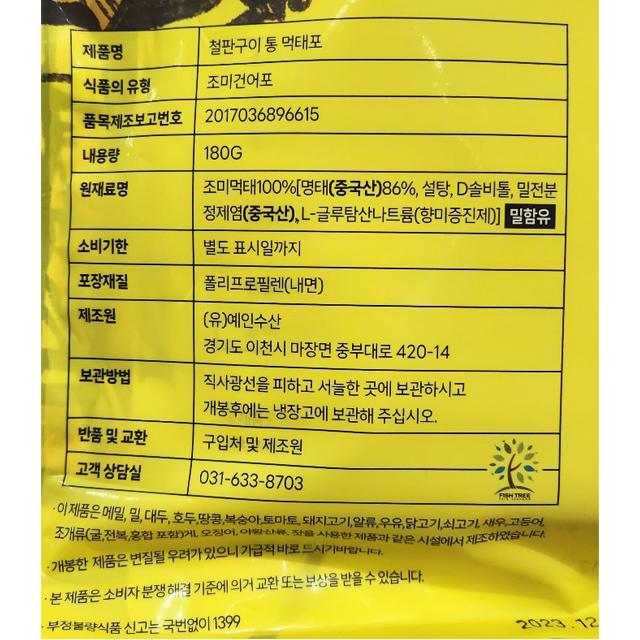 제품명 철판구이 통 먹태포
식품의 유형 조미건어포
품목제조보고번호 2017036896615
내용량 180G
원재료명 조미먹태100%[명태(중국산)86%, 설탕, D솔비톨, 밀전분
정제염(중국산), L-글루탐산나트륨(향미증진제)] 밀함유
소비기한 별도 표시일까지
포장재질 폴리프로필렌(내면)
제조원 (유)예인수산
경기도 이천시 마장면 중부대로 420-14
보관방법 직사광선을 피하고 서늘한 곳에 보관하시고
개봉후에는 냉장고에 보관해 주십시오.
반품 및 교환 구입처 및 제조원
고객 상담실 031-633-8703
FISH TREE
·이제품은 메밀, 밀, 대두, 호두,땅콩,복숭아,토마토, 돼지고기,알류,우유,닭고기,쇠고기, 새우,고등어,
조개류(굴,전복,홍합 포함)게, 오징어, 아황산류, 잣을 사용한 제품과 같은 시설에서 제조하였습니다.
·개봉한 제품은 변질될 우려가 있으니 가급적 바로 드시기바랍니다.
·본 제품은 소비자 분쟁 해결 기준에 의거 교환 또는 보상을 받을 수 있습니다.
·부정불량식품 신고는 국번없이 1399
2023.12